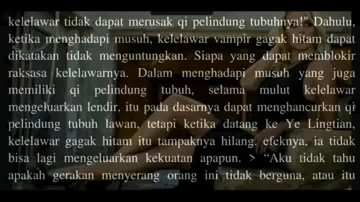 kelelawar tidak dapat merusak qi pelindung tubuhnya!" Dahulu,
ketika menghadapi musuh, kelelawar vampir gagak hitam dapat
dikatakan tidak menguntungkan. Siapa yang dapat memblokir
raksasa kelelawarnya. Dalam menghadapi musuh yang juga
memiliki qi pelindung tubuh, selama mulut kelelawar
mengeluarkan lendir, itu pada dasarnya dapat menghancurkan qi
pelindung tubuh lawan, tetapi ketika datang ke Ye Lingtian,
kelelawar gagak hitam itu tampaknya hilang, efeknya, ia tidak
bisa lagi mengeluarkan kekuatan apapun. > "Aku tidak tahu
apakah gerakan menyerang orang ini tidak berguna, atau itu